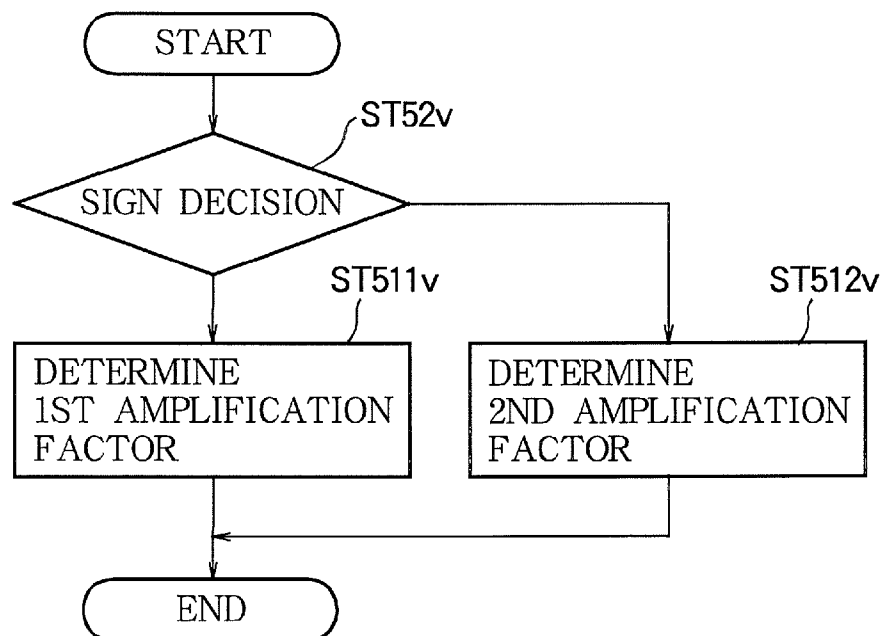 START
ST52v
SIGN DECISION
ST511v
ST512v
DETERMINE
1ST AMPLIFICATION
FACTOR
DETERMINE
2ND AMPLIFICATION
FACTOR
END